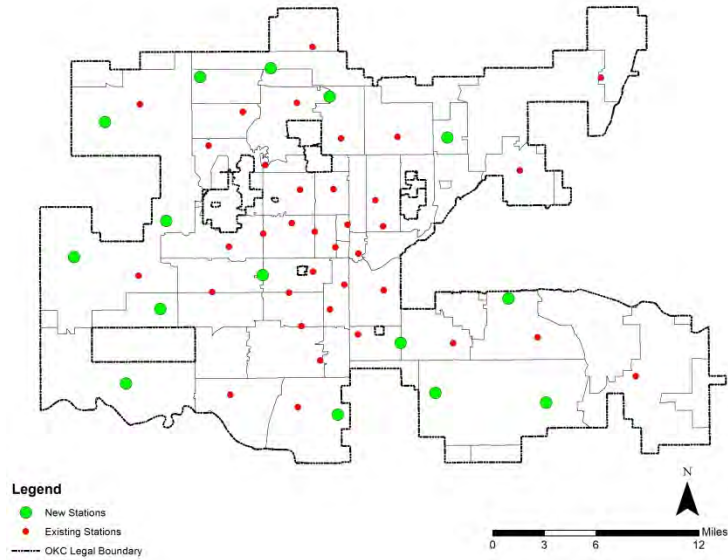 N
Legend
New Stations
Existing Stations
OKC Legal Boundary
Miles
0 3 6 12